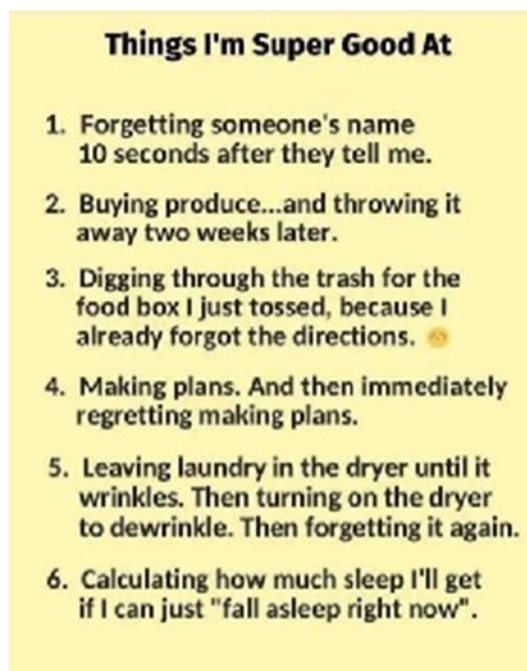 Things I'm Super Good At
1. Forgetting someone's name
10 seconds after they tell me.
2. Buying produce...and throwing it
away two weeks later.
3. Digging through the trash for the
food box I just tossed, because I
already forgot the directions.
4. Making plans. And then immediately
regretting making plans.
5. Leaving laundry in the dryer until it
wrinkles. Then turning on the dryer
to dewrinkle. Then forgetting it again.
6. Calculating how much sleep I'll get
if I can just "fall asleep right now".